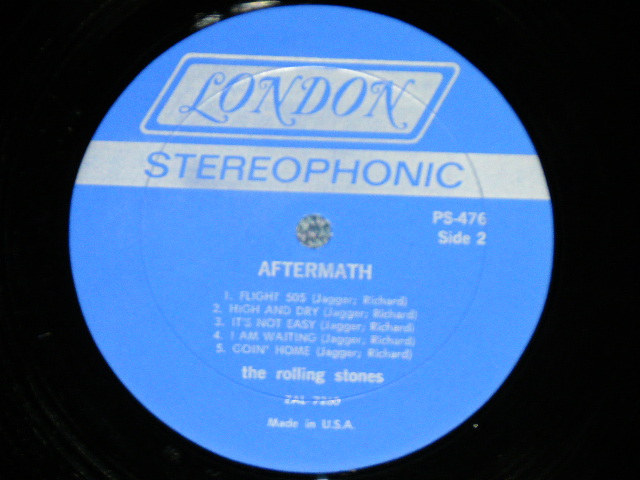 LONDON
STEREOPHONIC
PS-476
Side 2
AFTERMATH
1. FLIGHT 505 (Jagger; Richard)
2. HIGH AND DRY (Jagger; Richard)
3. IT'S NOT EASY (Jagger; Richard)
4. I AM WAITING (Jagger; Richard)
5. GOIN' HOME (Jagger; Richard)
the rolling stones
ZAL
Made in U.S.A.